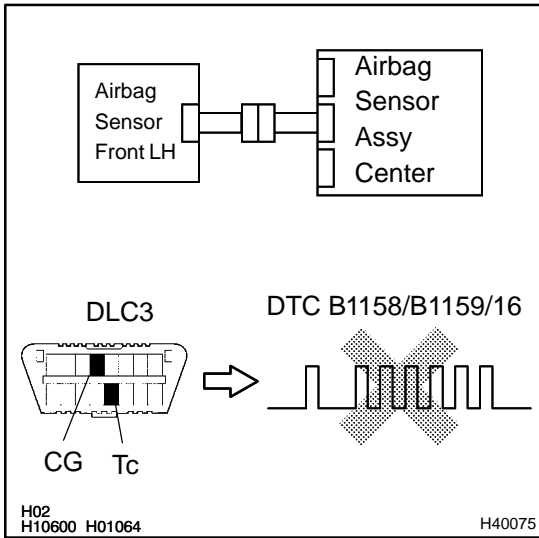 Airbag
Sensor
Front LH
Airbag
Sensor
Assy
Center
DLC3
DTC B1158/B1159/16
CG
Tc
H02
H10600 H01064
H40075